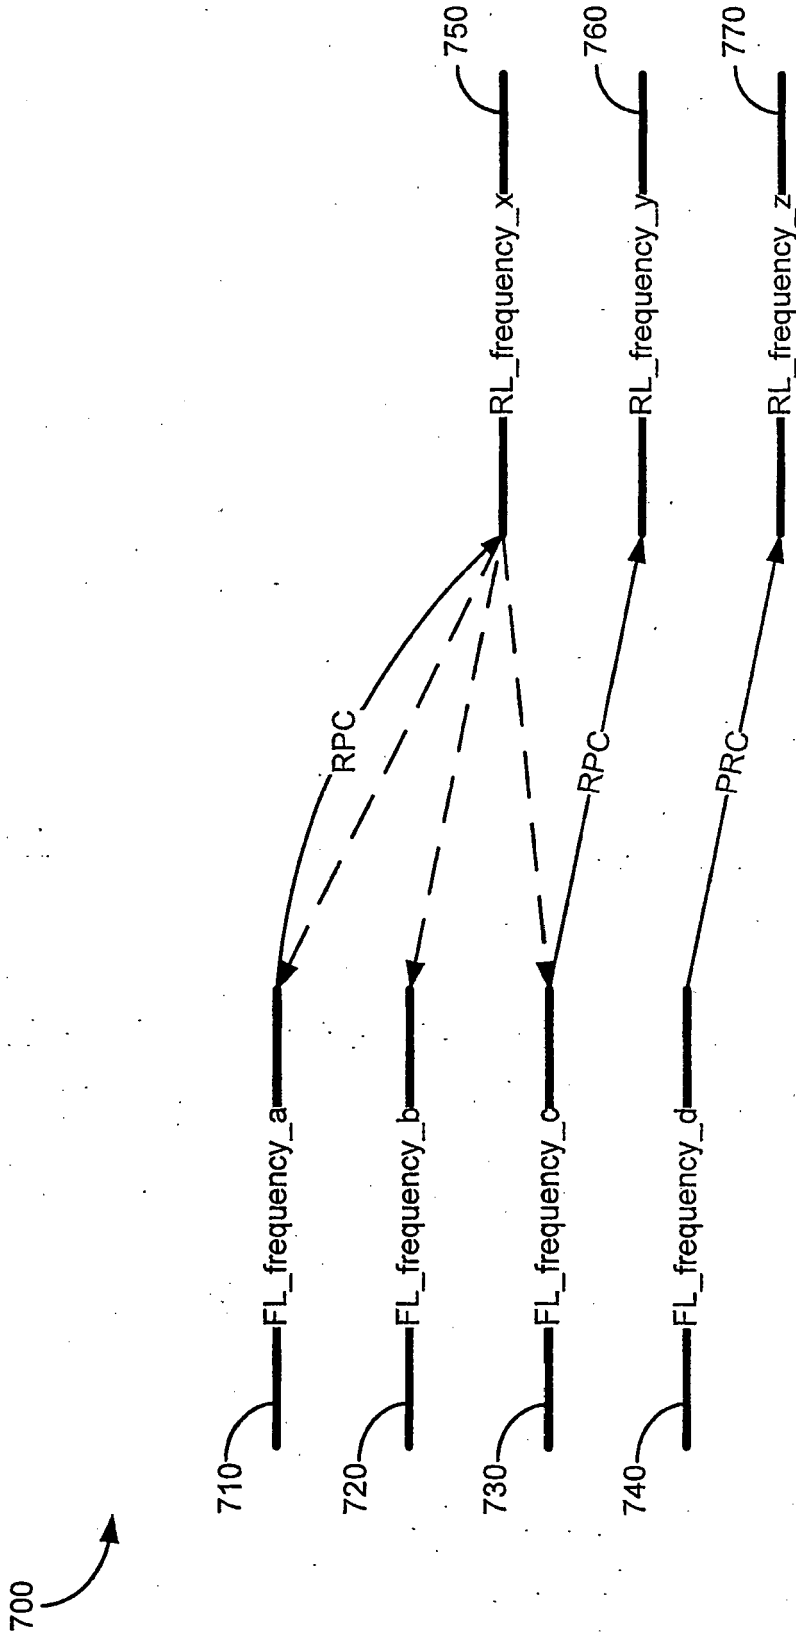 700
710
FL_frequency_a
RPC
720
FL_frequency_b
RL_frequency_x
750
730
FL_frequency_c
RPC
RL_frequency_y
760
740
FL_frequency_d
PRC
RL_frequency_z
770